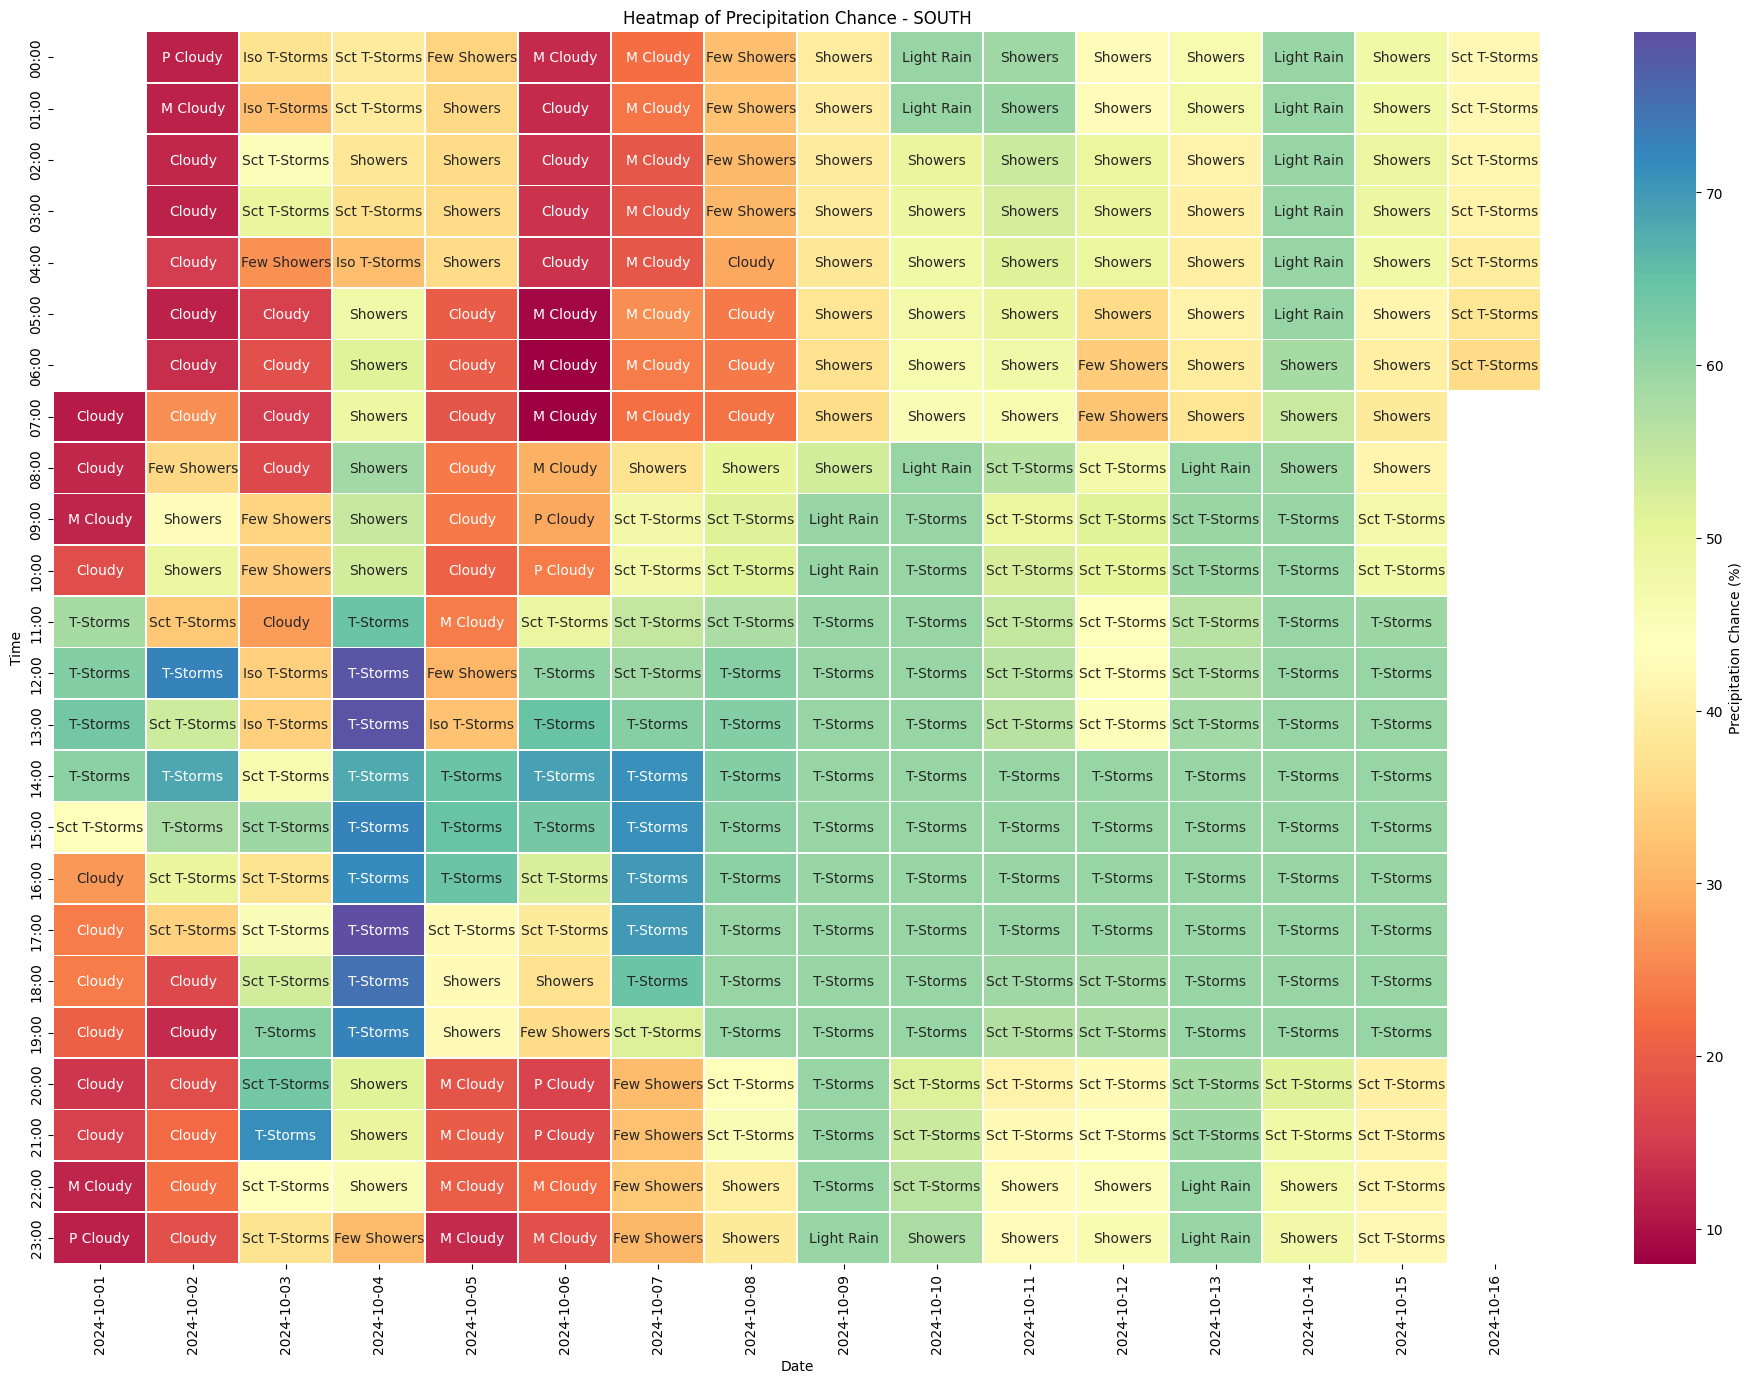 Heatmap of Precipitation Chance - SOUTH
00:00 P Cloudy Iso T-Storms Sct T-Storms Few Showers M Cloudy M Cloudy Few Showers Showers Light Rain Showers Showers Showers Light Rain Showers Sct T-Storms
01:00 M Cloudy Iso T-Storms Sct T-Storms Showers Cloudy M Cloudy Few Showers Showers Light Rain Showers Showers Showers Light Rain Showers Sct T-Storms
02:00 Cloudy Sct T-Storms Showers Showers Cloudy M Cloudy Few Showers Showers Showers Showers Showers Showers Light Rain Showers Sct T-Storms
03:00 Cloudy Sct T-Storms Sct T-Storms Showers Cloudy M Cloudy Few Showers Showers Showers Showers Showers Showers Light Rain Showers Sct T-Storms
04:00 Cloudy Few Showers Iso T-Storms Showers Cloudy M Cloudy Cloudy Showers Showers Showers Showers Showers Light Rain Showers Sct T-Storms
05:00 Cloudy Cloudy Showers Cloudy M Cloudy M Cloudy Cloudy Showers Showers Showers Showers Showers Light Rain Showers Sct T-Storms
06:00 Cloudy Cloudy Showers Cloudy M Cloudy M Cloudy Cloudy Showers Showers Showers Few Showers Showers Showers Showers Sct T-Storms
07:00 Cloudy Cloudy Cloudy Showers Cloudy M Cloudy M Cloudy Cloudy Showers Showers Showers Few Showers Showers Showers Showers
08:00 Cloudy Few Showers Cloudy Showers Cloudy M Cloudy Showers Showers Showers Light Rain Sct T-Storms Sct T-Storms Light Rain Showers Showers
09:00 M Cloudy Showers Few Showers Showers Cloudy P Cloudy Sct T-Storms Sct T-Storms Light Rain T-Storms Sct T-Storms Sct T-Storms Sct T-Storms T-Storms Sct T-Storms
10:00 Cloudy Showers Few Showers Showers Cloudy P Cloudy Sct T-Storms Sct T-Storms Light Rain T-Storms Sct T-Storms Sct T-Storms Sct T-Storms T-Storms Sct T-Storms
11:00 T-Storms Sct T-Storms Cloudy T-Storms M Cloudy Sct T-Storms Sct T-Storms Sct T-Storms T-Storms T-Storms Sct T-Storms Sct T-Storms Sct T-Storms T-Storms T-Storms
12:00 T-Storms T-Storms Iso T-Storms T-Storms Few Showers T-Storms Sct T-Storms T-Storms T-Storms T-Storms Sct T-Storms Sct T-Storms Sct T-Storms T-Storms T-Storms
13:00 T-Storms Sct T-Storms Iso T-Storms T-Storms Iso T-Storms T-Storms T-Storms T-Storms T-Storms T-Storms Sct T-Storms Sct T-Storms Sct T-Storms T-Storms T-Storms
14:00 T-Storms T-Storms Sct T-Storms T-Storms T-Storms T-Storms T-Storms T-Storms T-Storms T-Storms T-Storms T-Storms T-Storms T-Storms T-Storms
15:00 Sct T-Storms T-Storms Sct T-Storms T-Storms T-Storms T-Storms T-Storms T-Storms T-Storms T-Storms T-Storms T-Storms T-Storms T-Storms T-Storms
16:00 Cloudy Sct T-Storms Sct T-Storms T-Storms T-Storms Sct T-Storms T-Storms T-Storms T-Storms T-Storms T-Storms T-Storms T-Storms T-Storms T-Storms
17:00 Cloudy Sct T-Storms Sct T-Storms T-Storms Sct T-Storms Sct T-Storms T-Storms T-Storms T-Storms T-Storms T-Storms T-Storms T-Storms T-Storms T-Storms
18:00 Cloudy Cloudy Sct T-Storms T-Storms Showers Showers T-Storms T-Storms T-Storms T-Storms Sct T-Storms Sct T-Storms T-Storms T-Storms T-Storms
19:00 Cloudy Cloudy T-Storms T-Storms Showers Few Showers Sct T-Storms T-Storms T-Storms T-Storms Sct T-Storms Sct T-Storms T-Storms T-Storms T-Storms
20:00 Cloudy Cloudy Sct T-Storms Showers M Cloudy P Cloudy Few Showers Sct T-Storms T-Storms Sct T-Storms Sct T-Storms Sct T-Storms Sct T-Storms Sct T-Storms Sct T-Storms
21:00 Cloudy Cloudy T-Storms Showers M Cloudy P Cloudy Few Showers Sct T-Storms T-Storms Sct T-Storms Sct T-Storms Sct T-Storms Sct T-Storms Sct T-Storms Sct T-Storms
22:00 M Cloudy Cloudy Sct T-Storms Showers M Cloudy M Cloudy Few Showers Showers T-Storms Sct T-Storms Showers Showers Light Rain Showers Sct T-Storms
23:00 P Cloudy Cloudy Sct T-Storms Few Showers M Cloudy M Cloudy Few Showers Showers Light Rain Showers Showers Showers Light Rain Showers Sct T-Storms
Time
2024-10-01 2024-10-02 2024-10-03 2024-10-04 2024-10-05 2024-10-06 2024-10-07 2024-10-08 2024-10-09 2024-10-10 2024-10-11 2024-10-12 2024-10-13 2024-10-14 2024-10-15 2024-10-16
Date
70
60
50
40
30
20
10
Precipitation Chance (%)